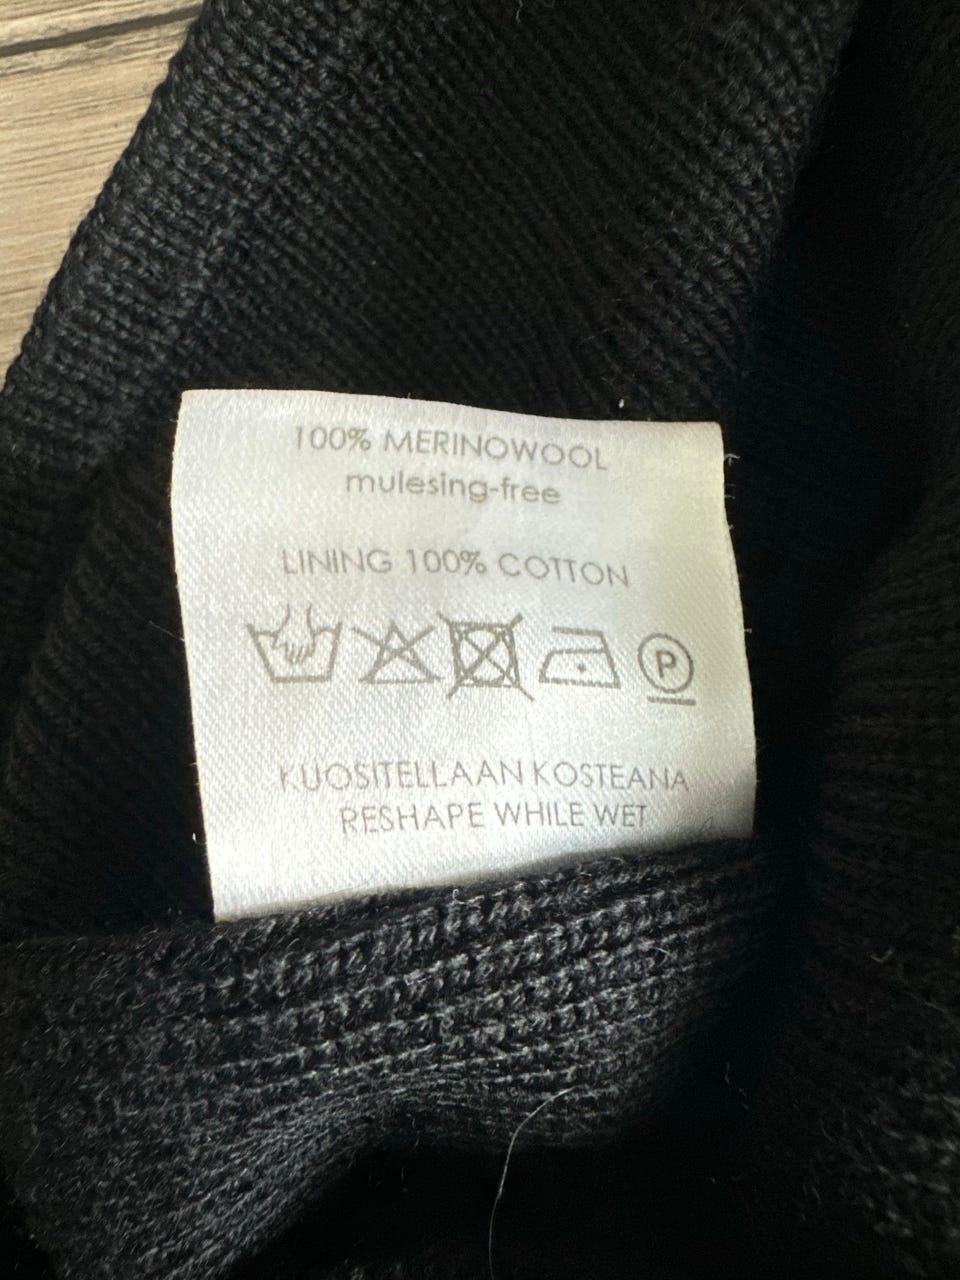 100% MERINOWOOL
mulesing-free
LINING 100% COTTON
P
KUOSITELLAAN KOSTEANA
RESHAPE WHILE WET